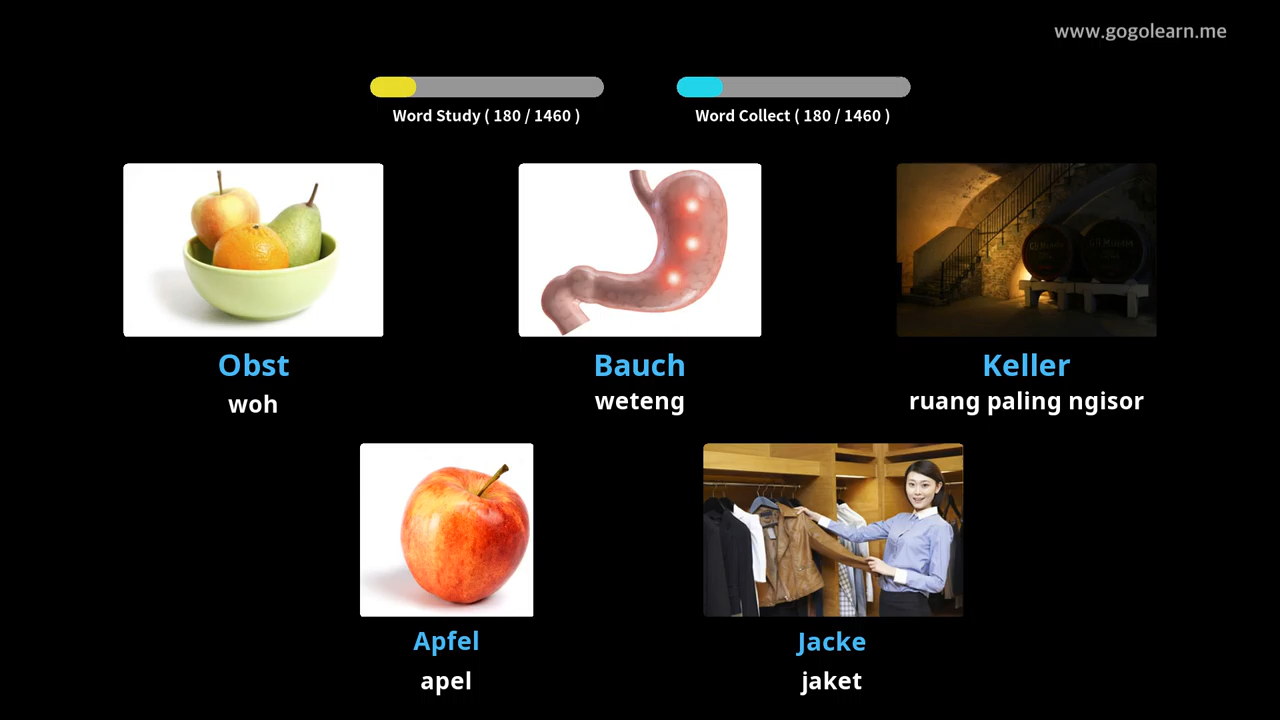 www.gogolearn.me
Word Study ( 180 / 1460 )
Word Collect ( 180 / 1460 )
Obst
woh
Bauch
weteng
Keller
ruang paling ngisor
Apfel
apel
Jacke
jaket